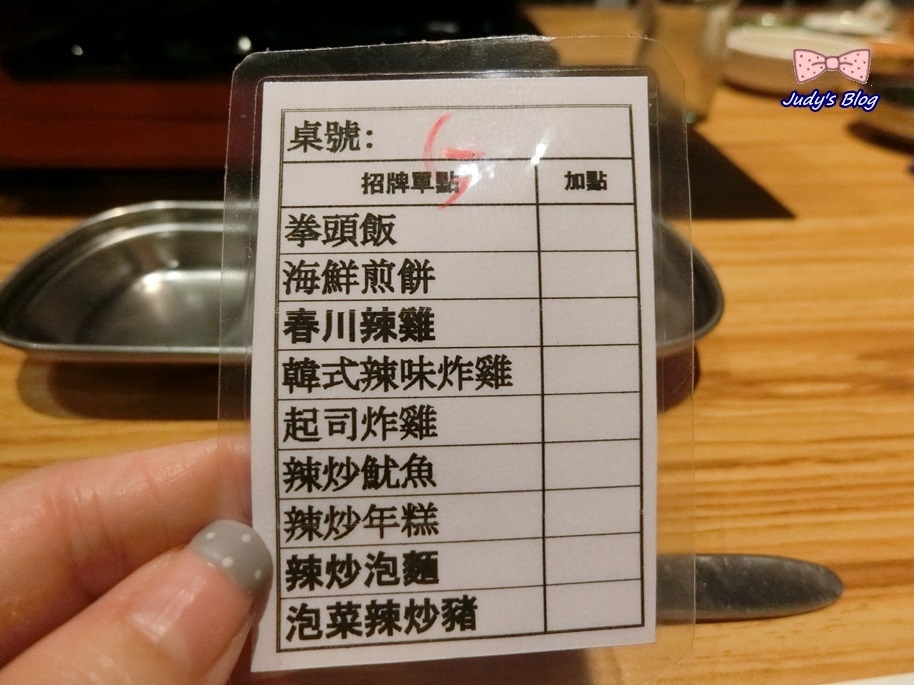 Judy's Blog
桌號:
招牌單點 加點
拳頭飯
海鮮煎餅
春川辣雞
韓式辣味炸雞
起司炸雞
辣炒魷魚
辣炒年糕
辣炒泡麵
泡菜辣炒豬